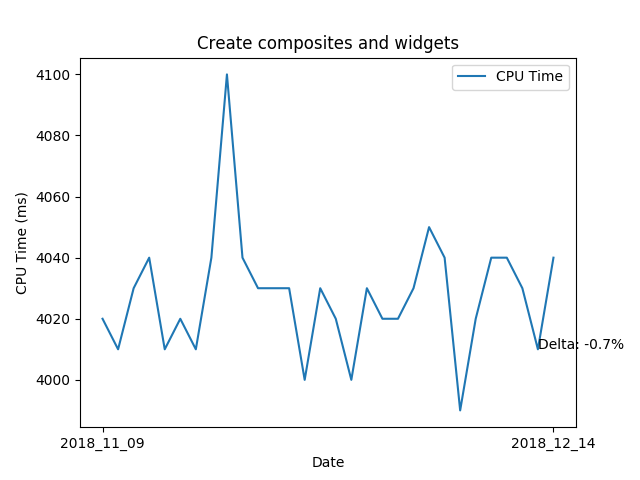 Create composites and widgets
CPU Time
4100
4080
4060
4040
4020
4000
CPU Time (ms)
Delta: -0.7%
2018_11_09 2018_12_14
Date